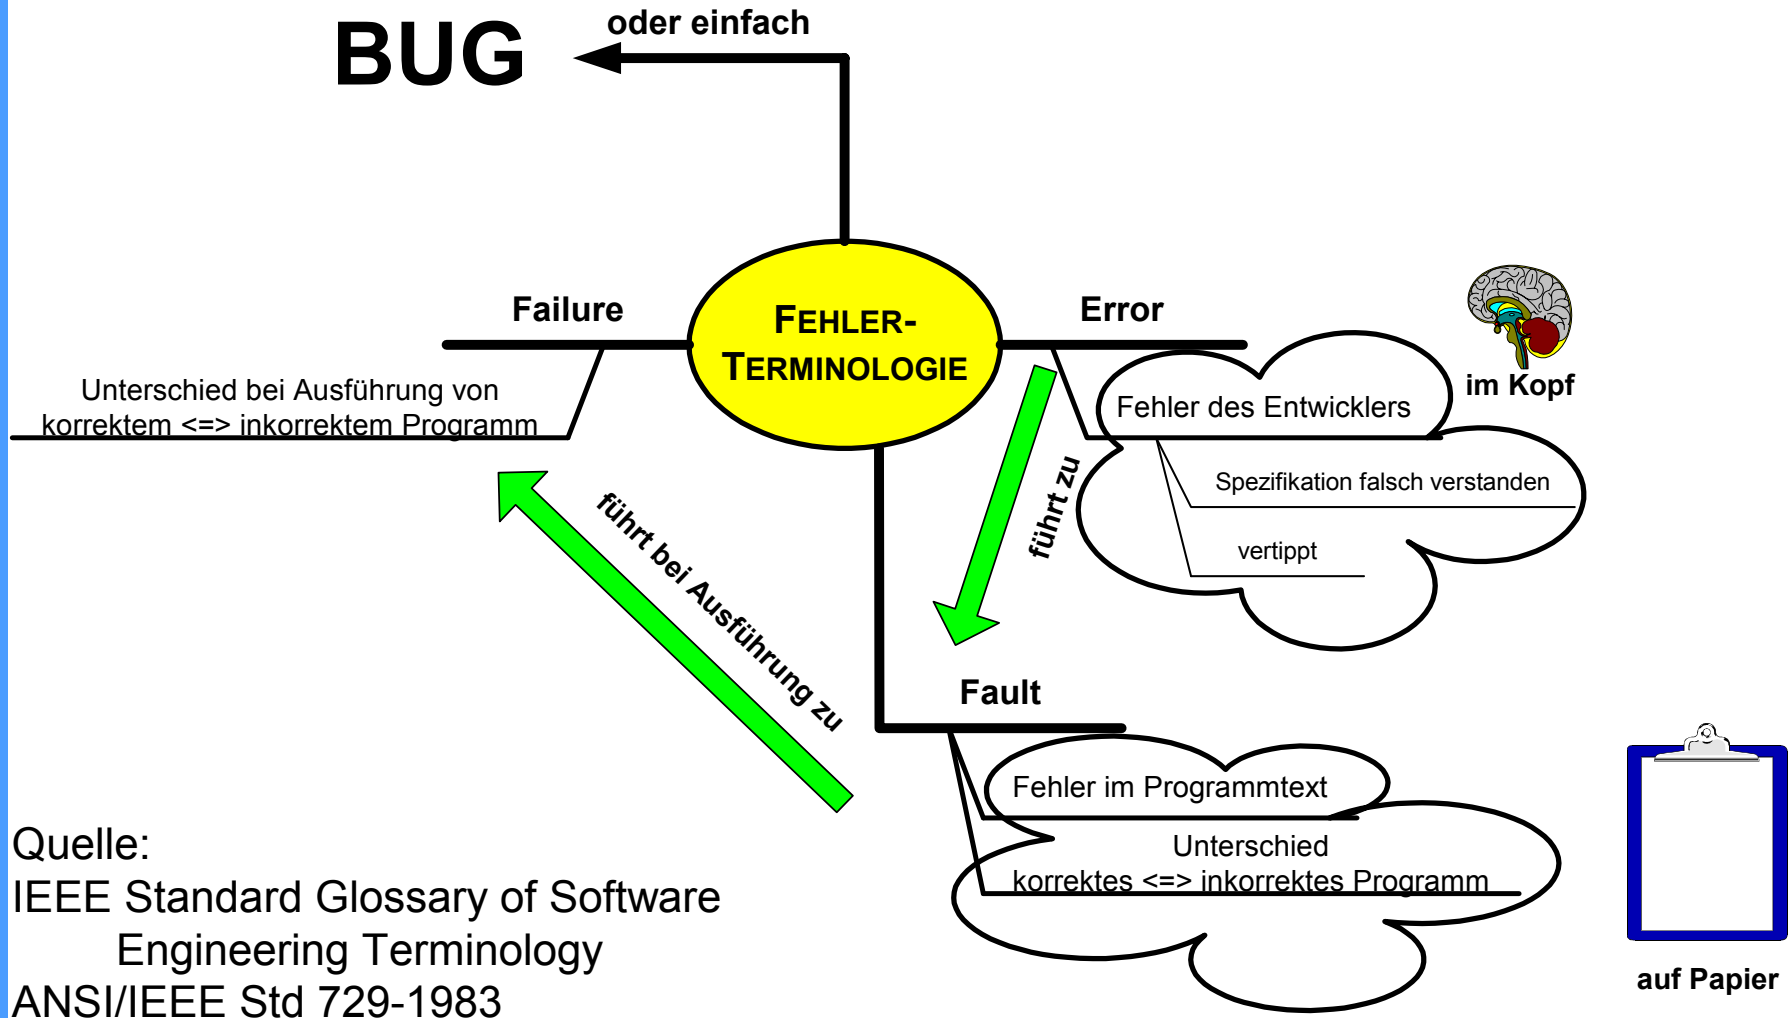 BUG
oder einfach
FEHLER-
TERMINOLOGIE
Failure
Unterschied bei Ausführung von
korrektem <=> inkorrektem Programm
Error
Fehler des Entwicklers
Spezifikation falsch verstanden
vertippt
im Kopf
führt zu
führt bei Ausführung zu
Fault
Fehler im Programmtext
Unterschied
korrektes <=> inkorrektes Programm
auf Papier
Quelle:
IEEE Standard Glossary of Software
Engineering Terminology
ANSI/IEEE Std 729-1983